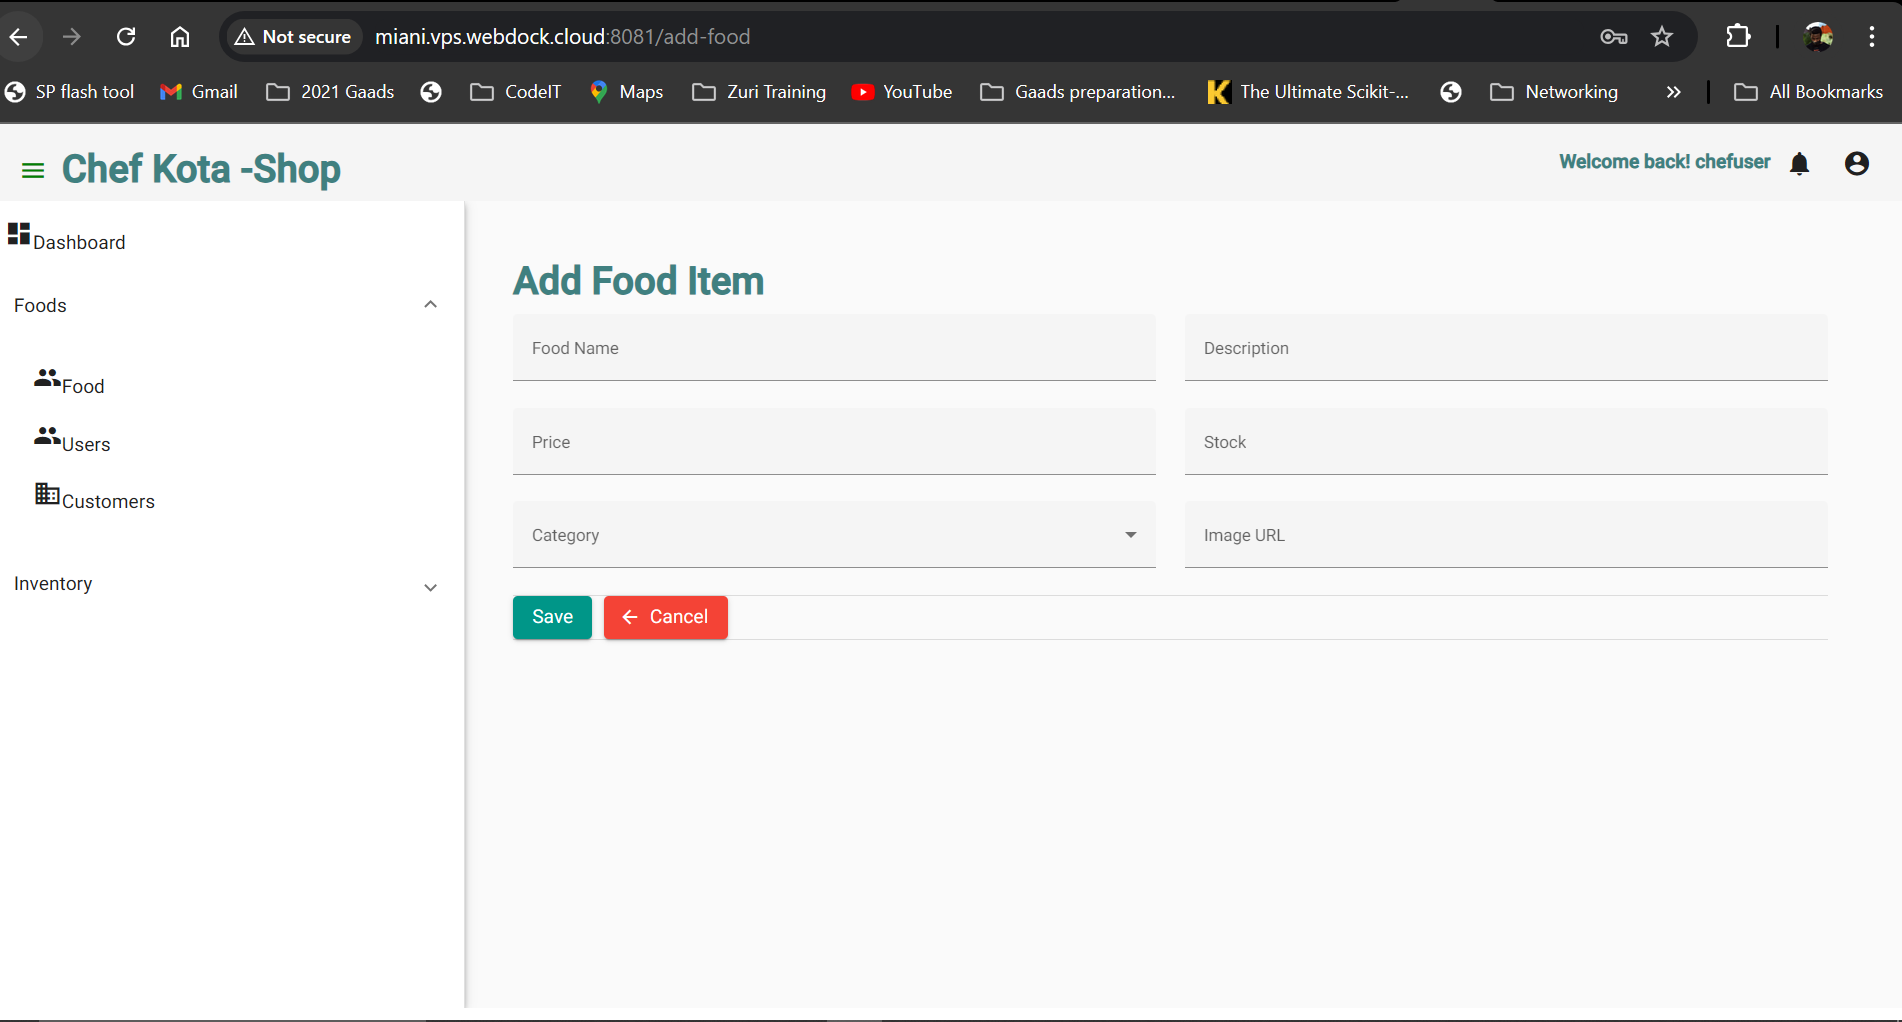 Not secure miani.vps.webdock.cloud:8081/add-food
SP flash tool Gmail 2021 Gaads CodeIT Maps Zuri Training YouTube Gaads preparation... The Ultimate Scikit-... Networking » All Bookmarks
Chef Kota -Shop
Welcome back! chefuser
Dashboard
Foods
Food
Users
Customers
Inventory
Add Food Item
Food Name Description
Price Stock
Category Image URL
Save Cancel